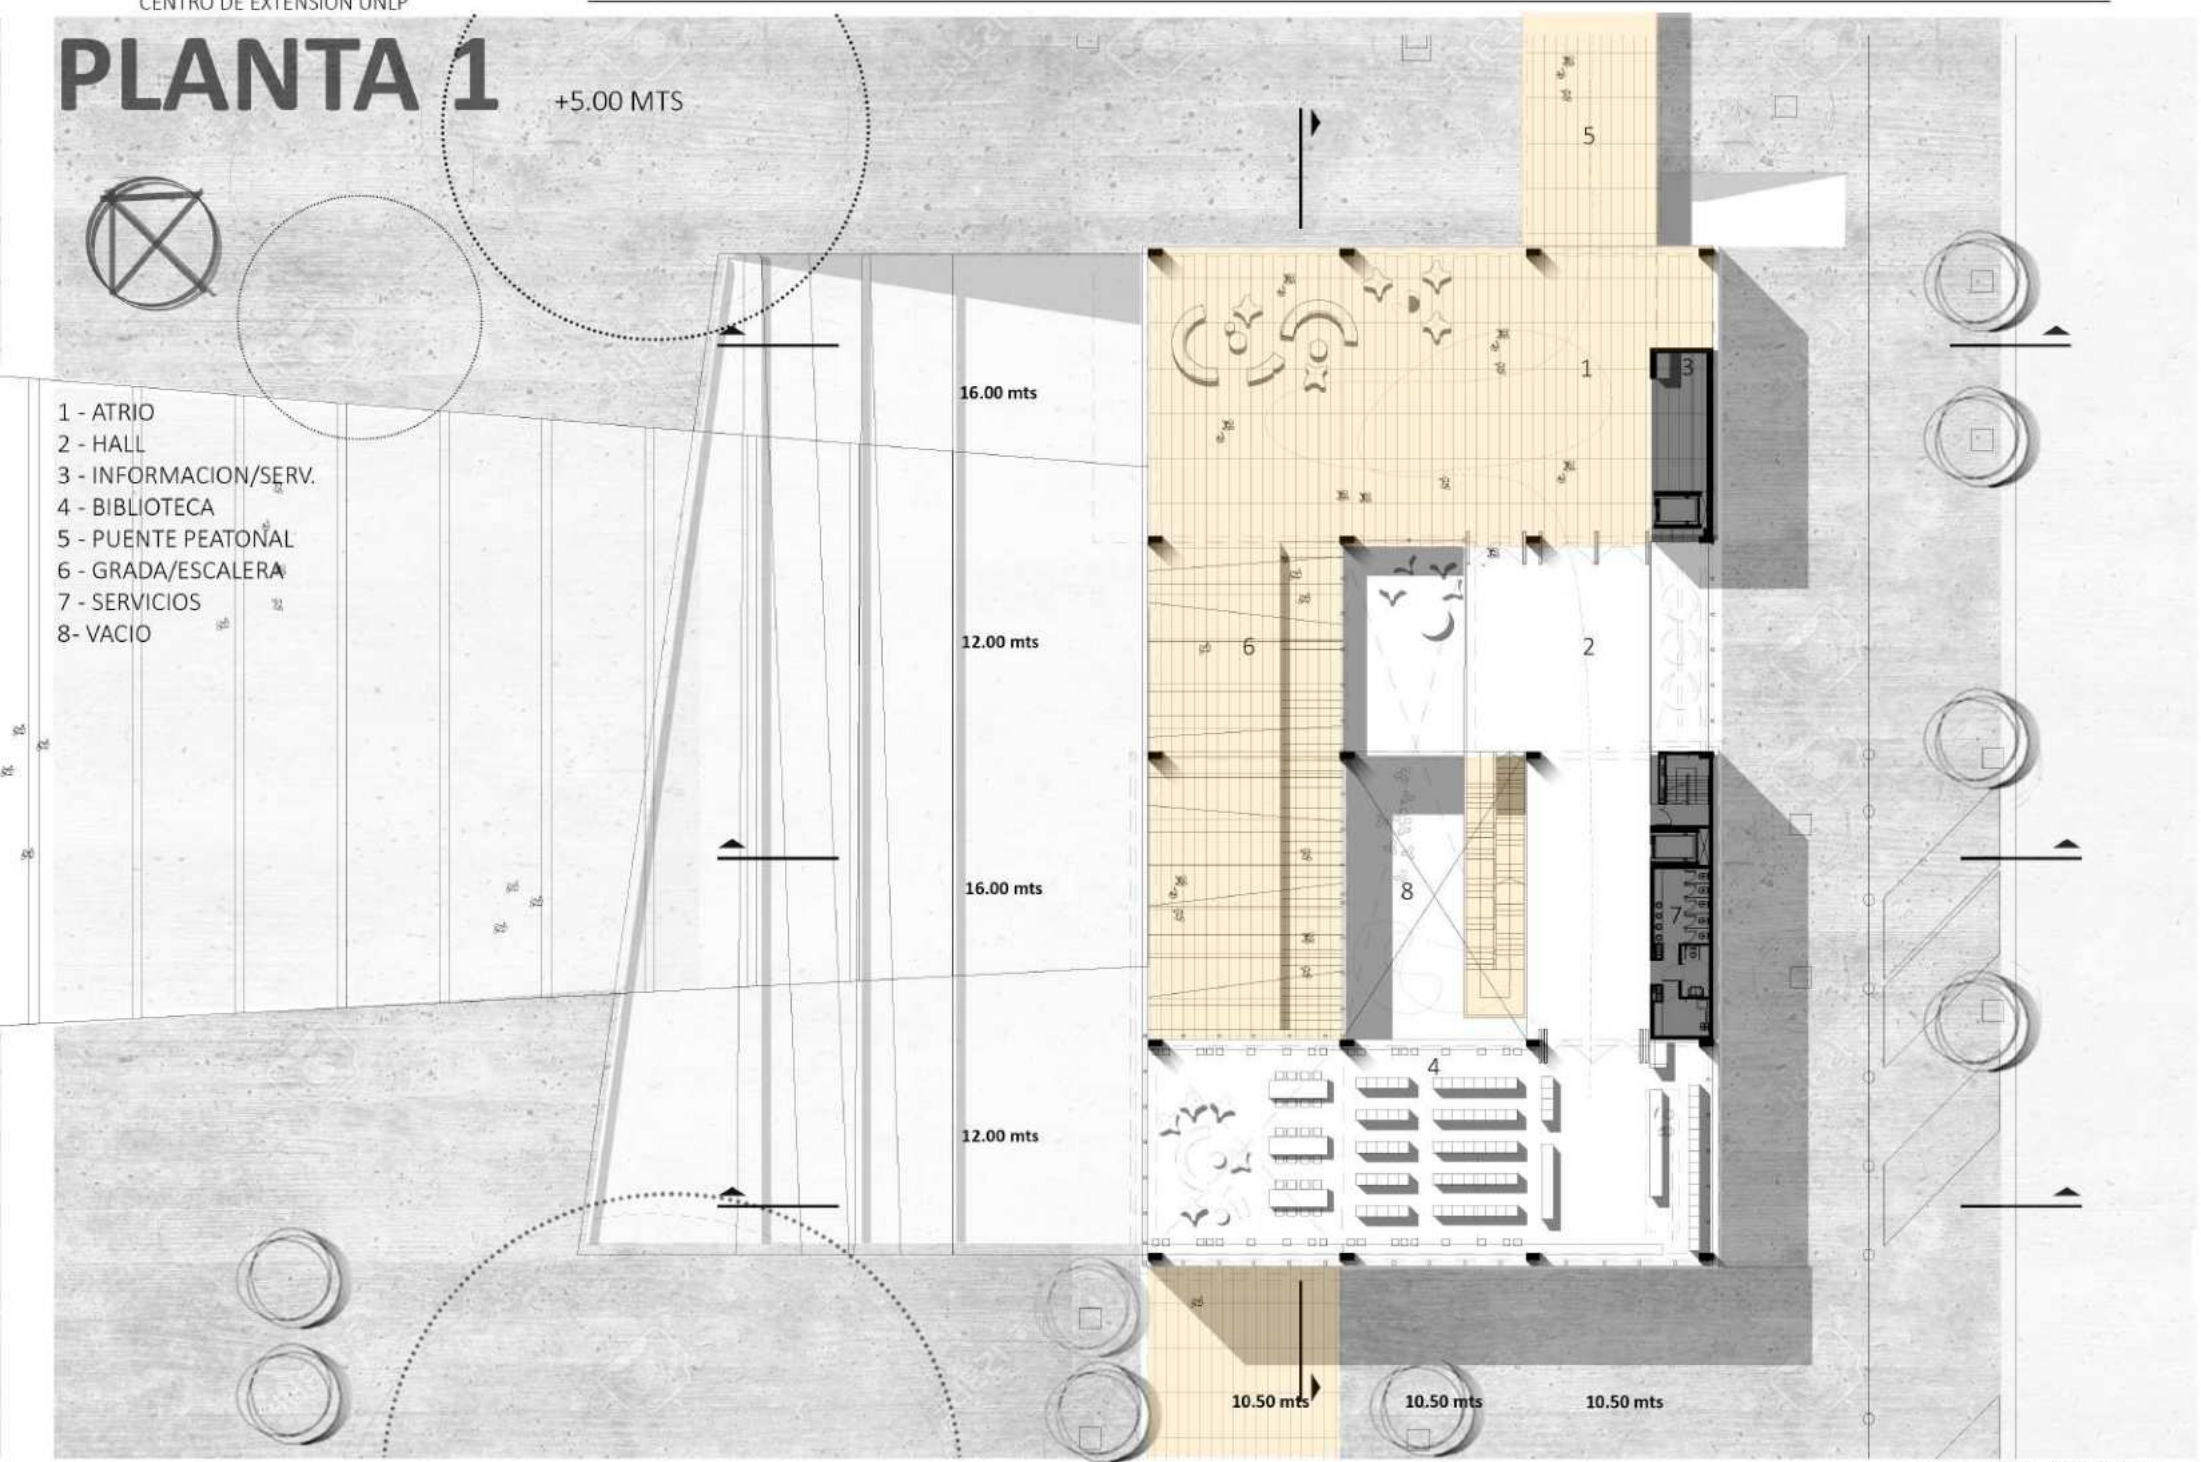 CENTRO DE EXTENSION UNLP
PLANTA 1
+5.00 MTS
1 - ATRIO
2 - HALL
3 - INFORMACION/SERV.
4 - BIBLIOTECA
5 - PUENTE PEATONAL
6 - GRADA/ESCALERA
7 - SERVICIOS
8- VACIO
5
16.00 mts
1
3
12.00 mts
6
2
16.00 mts
8
7
4
12.00 mts
10.50 mts
10.50 mts
10.50 mts